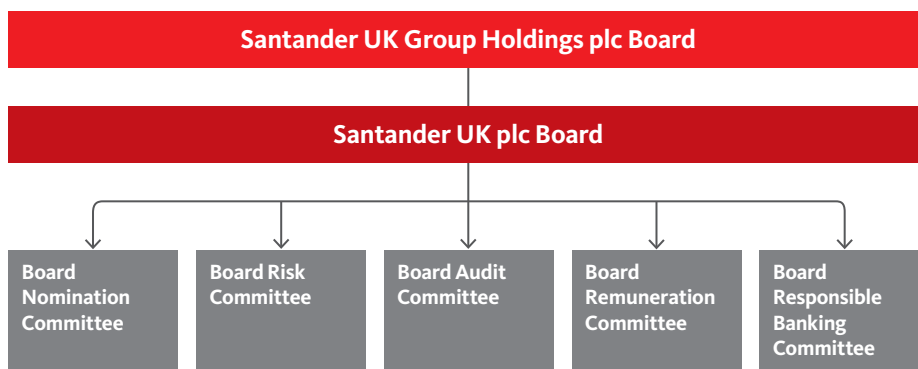 Santander UK Group Holdings plc Board
Santander UK plc Board
Board
Nomination
Committee
Board Risk
Committee
Board Audit
Committee
Board
Remuneration
Committee
Board
Responsible
Banking
Committee